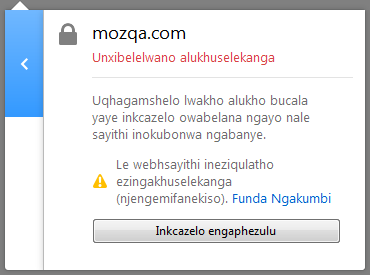 mozqa.com
Unxibelelwano alukhuselekanga
Uqhagamshelo lwakho alukho bucala
yaye inkcazelo owabelana ngayo nale
sayithi inokubonwa ngabanye.
Le webhsayithi ineziqulatho
ezingakhuselekanga
(njengemifanekiso). Funda Ngakumbi
Inkcazelo engaphezulu